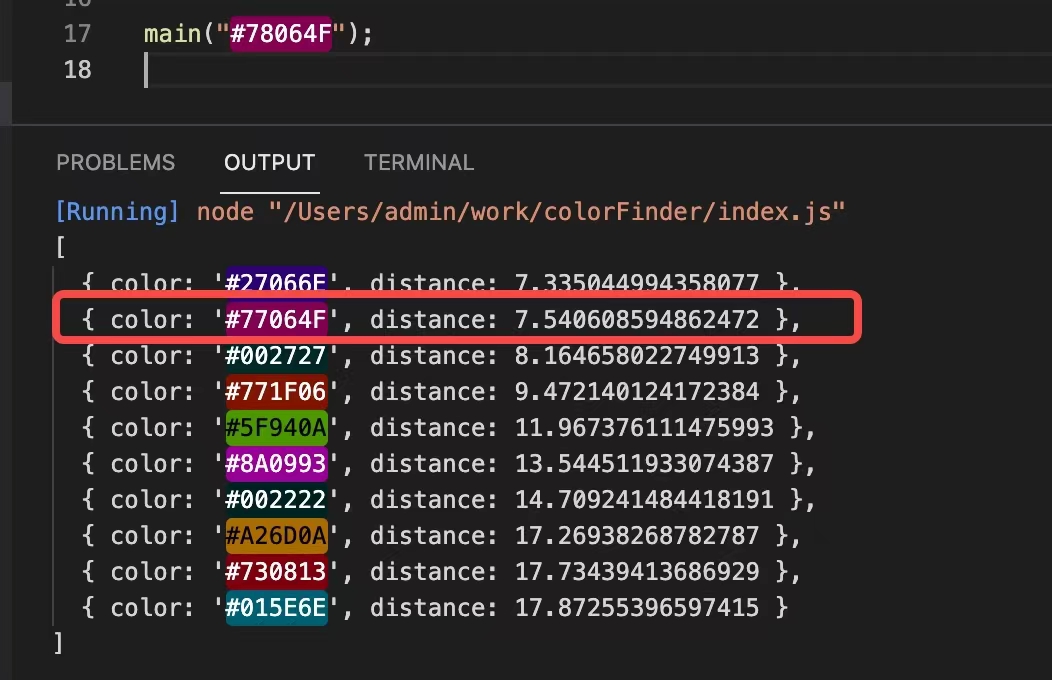 17 main("#78064F");
18
PROBLEMS OUTPUT TERMINAL
[Running] node "/Users/admin/work/colorFinder/index.js"
[
{ color: '#27066E', distance: 7.335044994358077 },
{ color: '#77064F', distance: 7.540608594862472 },
{ color: '#002727', distance: 8.164658022749913 },
{ color: '#771F06', distance: 9.472140124172384 },
{ color: '#5F940A', distance: 11.967376111475993 },
{ color: '#8A0993', distance: 13.544511933074387 },
{ color: '#002222', distance: 14.709241484418191 },
{ color: '#A26D0A', distance: 17.26938268782787 },
{ color: '#730813', distance: 17.73439413686929 },
{ color: '#015E6E', distance: 17.87255396597415 }
]